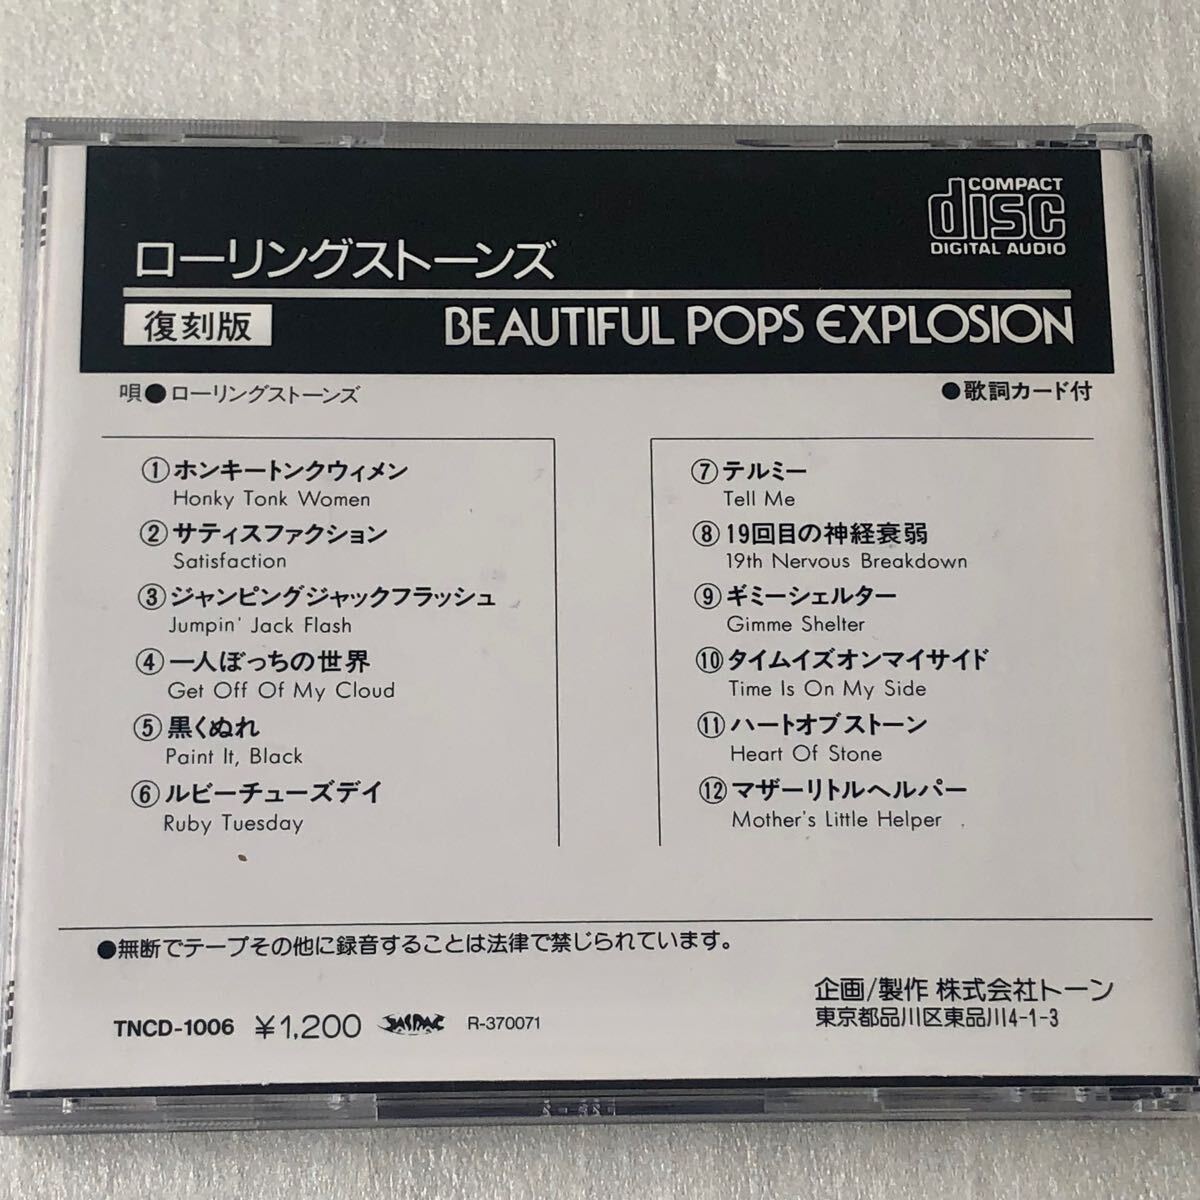 COMPACT
disc
DIGITAL AUDIO
ローリングストーンズ
復刻版
BEAUTIFUL POPS EXPLOSION
唄●ローリングストーンズ
●歌詞カード付
①ホンキートンクウィメン
Honky Tonk Women
②サティスファクション
Satisfaction
③ジャンピングジャックフラッシュ
Jumpin' Jack Flash
④一人ぼっちの世界
Get Off Of My Cloud
⑤黒くぬれ
Paint It, Black
⑥ルビーチューズデイ
Ruby Tuesday
⑦テルミー
Tell Me
⑧19回目の神経衰弱
19th Nervous Breakdown
⑨ギミーシェルター
Gimme Shelter
⑩タイムイズオンマイサイド
Time Is On My Side
⑪ハートオブストーン
Heart Of Stone
⑫マザーリトルヘルパー
Mother's Little Helper
●無断でテープその他に録音することは法律で禁じられています。
企画/製作 株式会社トーン
東京都品川区東品川4-1-3
TNCD-1006 ¥1,200 JASRAC R-370071